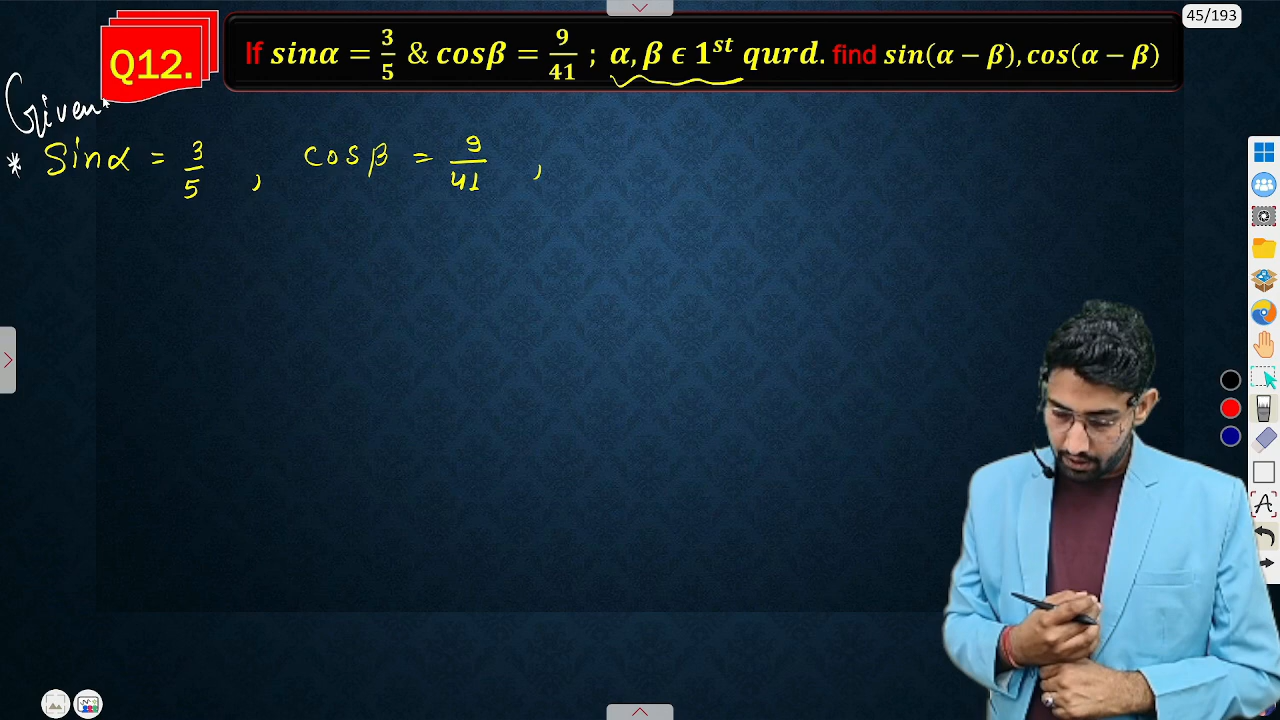 45/193
Q12.
If sinα = 3/5 & cosβ = 9/41 ; α, β ϵ 1st qurd. find sin(α − β), cos(α − β)
Given
* Sinα = 3/5 , cosβ = 9/41 ,